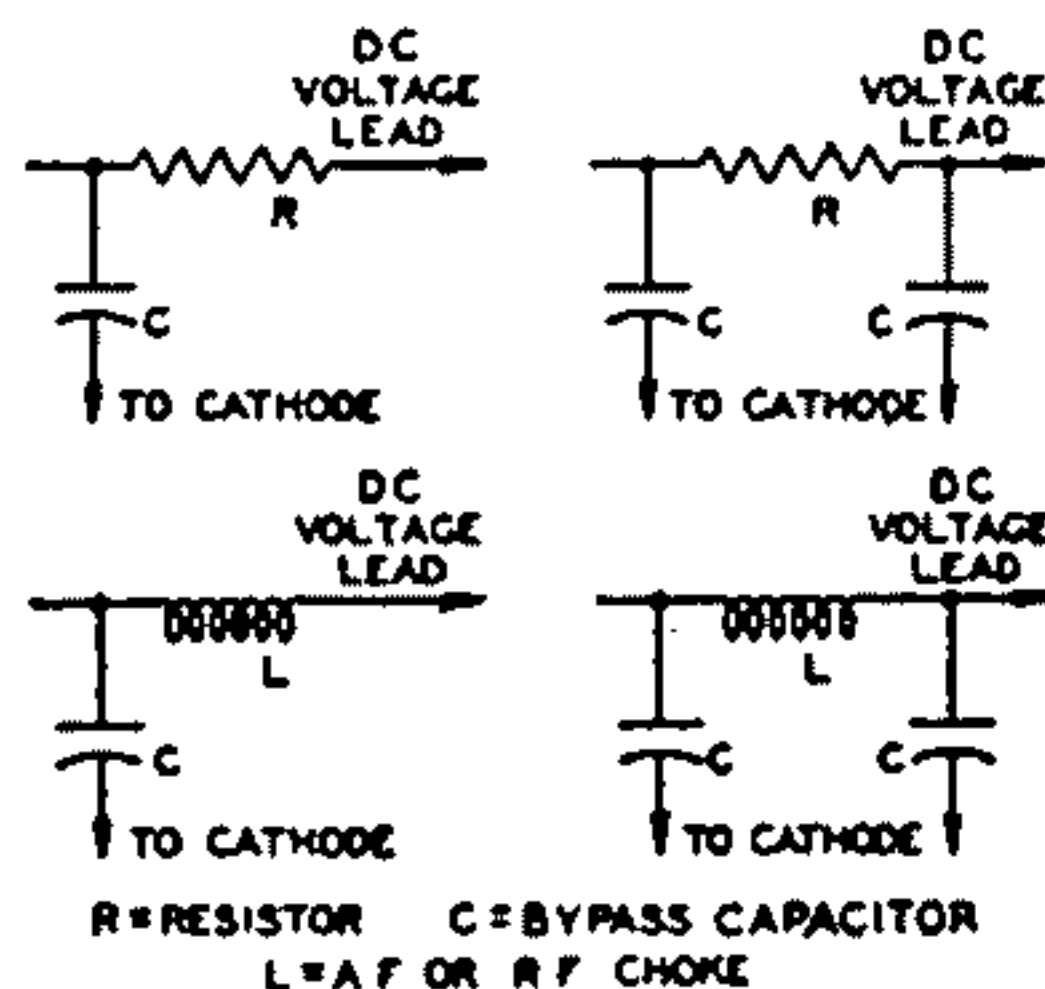 DC
VOLTAGE
LEAD
R
C
TO CATHODE
DC
VOLTAGE
LEAD
R
C
C
TO CATHODE
DC
VOLTAGE
LEAD
L
C
TO CATHODE
DC
VOLTAGE
LEAD
L
C
C
TO CATHODE
R = RESISTOR C = BYPASS CAPACITOR
L = AF OR RF CHOKE